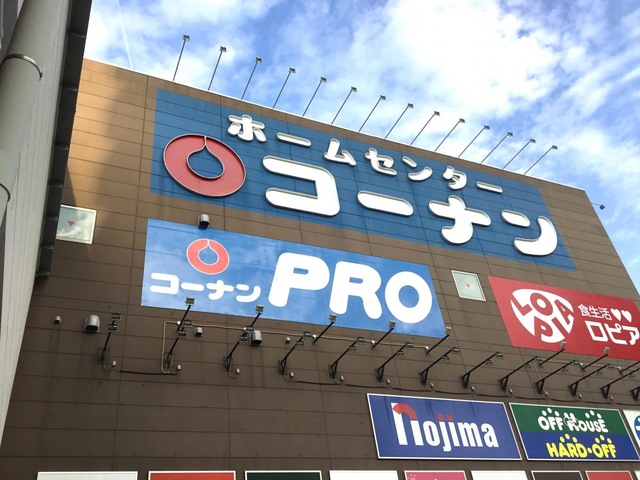 ホームセンター
コーナン
コーナン PRO
LOPIA
食生活♥♥
ロピア
Nojima
OFF HOUSE
HARD·OFF